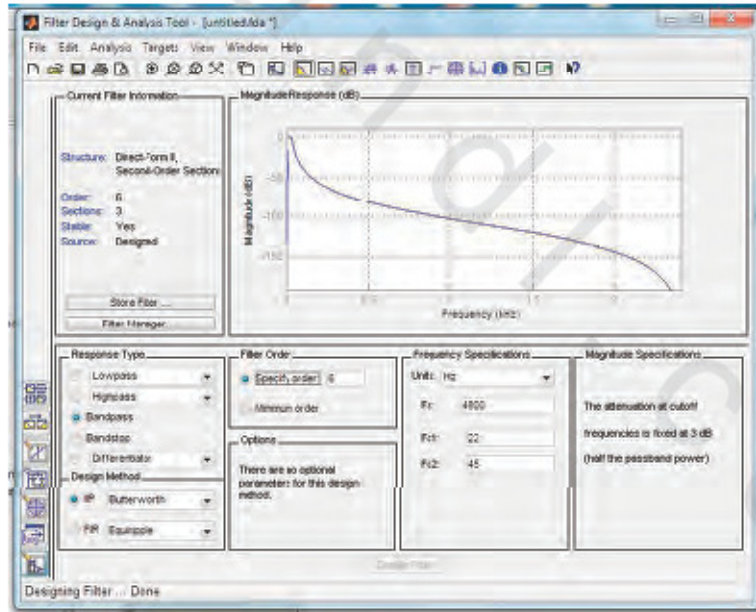 Filter Design & Analysis Tool - [untitled.fda *]
File Edit Analysis Targets View Window Help
Current Filter Information
Structure: Direct-Form II,
Second-Order Sections
Order: 6
Sections: 3
Stable: Yes
Source: Designed
Store Filter ...
Filter Manager...
Magnitude Response (dB)
Magnitude (dB)
0
-50
-100
-150
Frequency (kHz)
Response Type
Lowpass
Highpass
Bandpass
Bandstop
Differentiator
Design Method
IIR Butterworth
FIR Equiripple
Filter Order
Specify order: 6
Minimum order
Options
There are no optional
parameters for this design
method.
Frequency Specifications
Units: Hz
Fs: 4800
Fc1: 22
Fc2: 45
Magnitude Specifications
The attenuation at cutoff
frequencies is fixed at 3 dB
(half the passband power)
Design Filter
Designing Filter ... Done